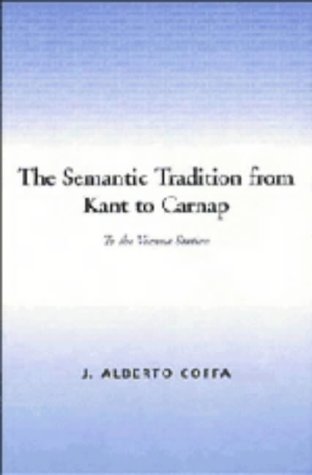 The Semantic Tradition from
Kant to Carnap
To the Vienna Station
J. ALBERTO COFFA